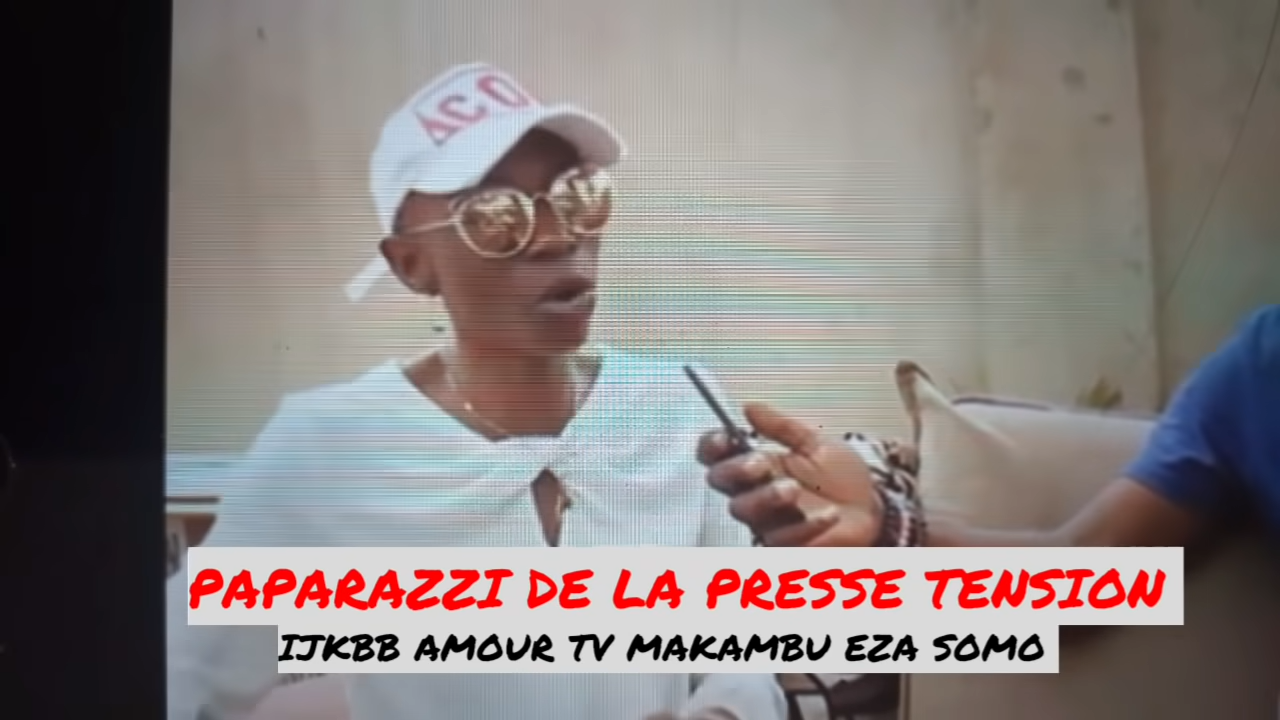 PAPARAZZI DE LA PRESSE TENSION
IJKBB AMOUR TV MAKAMBU EZA SOMO